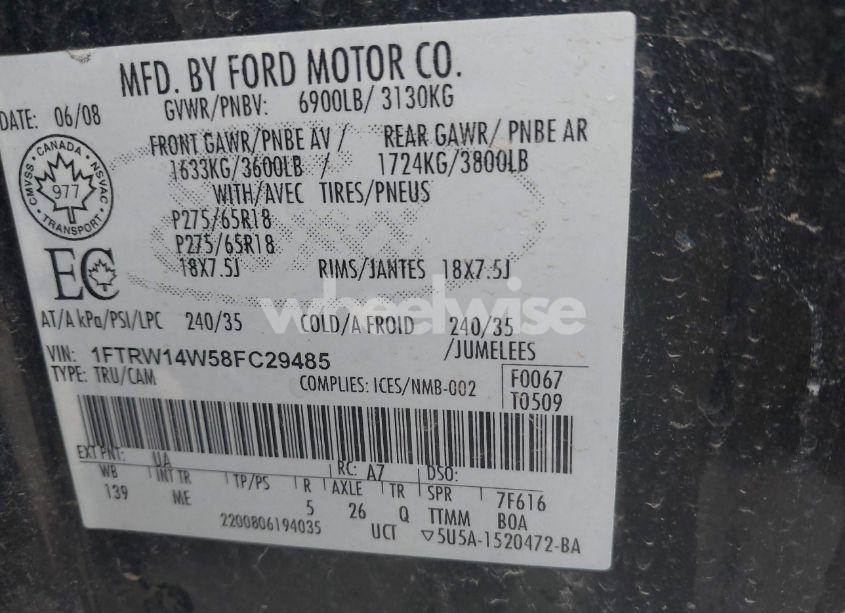 MFD. BY FORD MOTOR CO.
DATE: 06/08 GVWR/PNBV: 6900LB/ 3130KG
FRONT GAWR/PNBE AV / REAR GAWR/ PNBE AR
1633KG/3600LB / 1724KG/3800LB
WITH/AVEC TIRES/PNEUS
CMVSS · CANADA · NSVAC
977
· TRANSPORT ·
P275/65R18
P275/65R18
EC
18X7.5J RIMS/JANTES 18X7.5J
wheelwise
AT/A kPa/PSI/LPC 240/35 COLD/A FROID 240/35
/JUMELEES
VIN: 1FTRW14W58FC29485
TYPE: TRU/CAM COMPLIES: ICES/NMB-002 F0067
T0509
EXT PNT: UA RC: A7 DSO:
WB INT TR TP/PS R AXLE TR SPR 7F616
139 ME 5 26 Q TTMM BOA
2200806194035 UCT ▽5U5A-1520472-BA